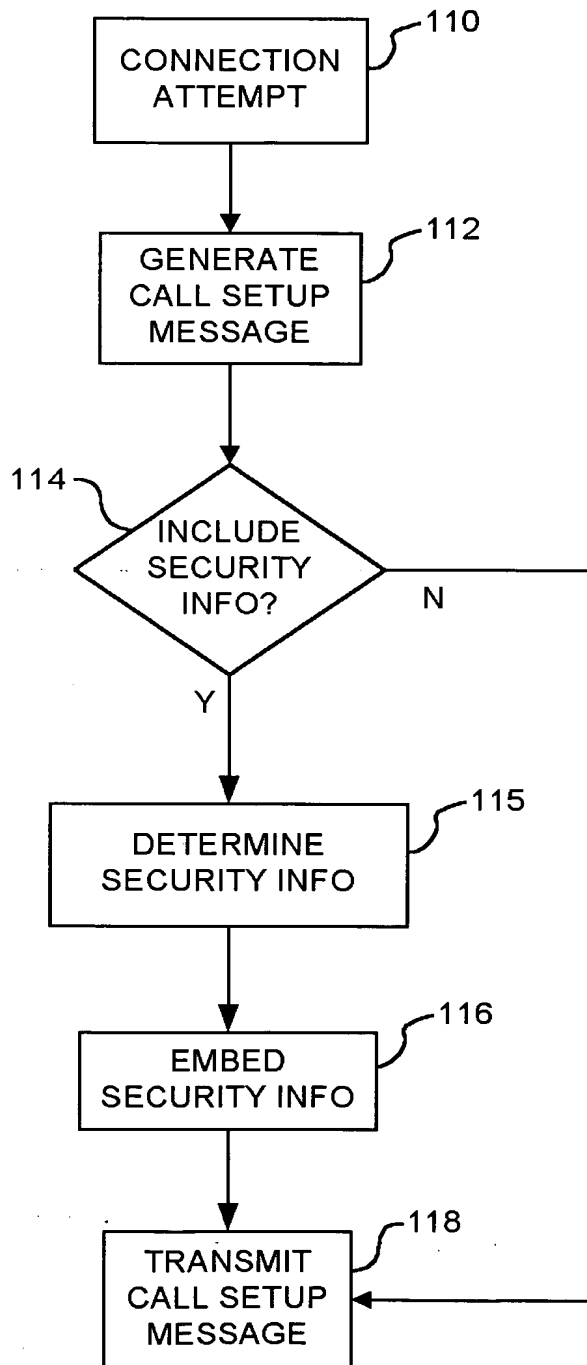 110
CONNECTION
ATTEMPT
112
GENERATE
CALL SETUP
MESSAGE
114
INCLUDE
SECURITY
INFO?
N
Y
115
DETERMINE
SECURITY INFO
116
EMBED
SECURITY INFO
118
TRANSMIT
CALL SETUP
MESSAGE